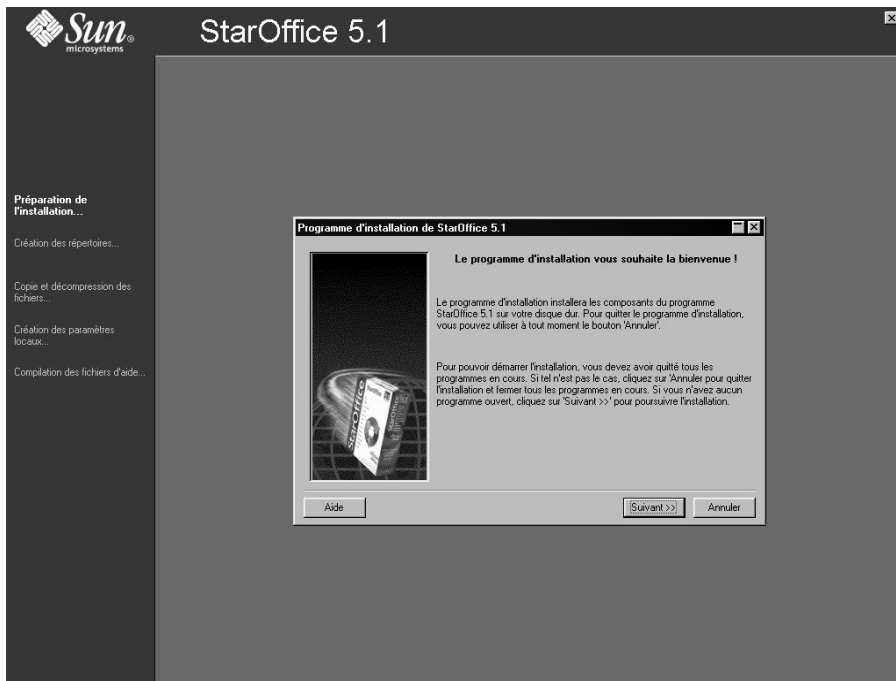 Sun®
microsystems
StarOffice 5.1
Préparation de
l'installation...
Création des répertoires...
Copie et décompression des
fichiers...
Création des paramètres
locaux...
Compilation des fichiers d'aide...
Programme d'installation de StarOffice 5.1
Le programme d'installation vous souhaite la bienvenue !
Le programme d'installation installera les composants du programme
StarOffice 5.1 sur votre disque dur. Pour quitter le programme d'installation,
vous pouvez utiliser à tout moment le bouton 'Annuler'.
Pour pouvoir démarrer l'installation, vous devez avoir quitté tous les
programmes en cours. Si tel n'est pas le cas, cliquez sur 'Annuler pour quitter
l'installation et fermer tous les programmes en cours. Si vous n'avez aucun
programme ouvert, cliquez sur 'Suivant >>' pour poursuivre l'installation.
StarOffice
Aide
Suivant >>
Annuler